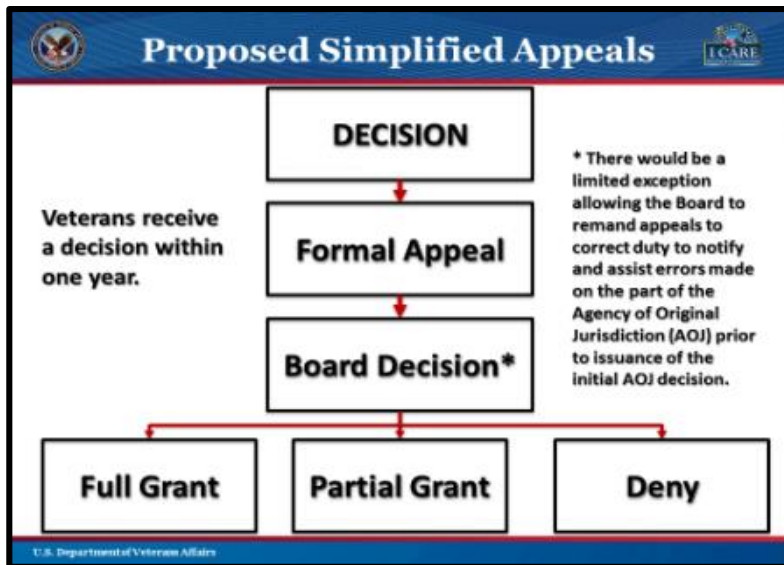 Proposed Simplified Appeals
I CARE
DECISION
Veterans receive
a decision within
one year.
Formal Appeal
* There would be a
limited exception
allowing the Board to
remand appeals to
correct duty to notify
and assist errors made
on the part of the
Agency of Original
Jurisdiction (AOJ) prior
to issuance of the
initial AOJ decision.
Board Decision*
Full Grant
Partial Grant
Deny
U.S. Department of Veterans Affairs